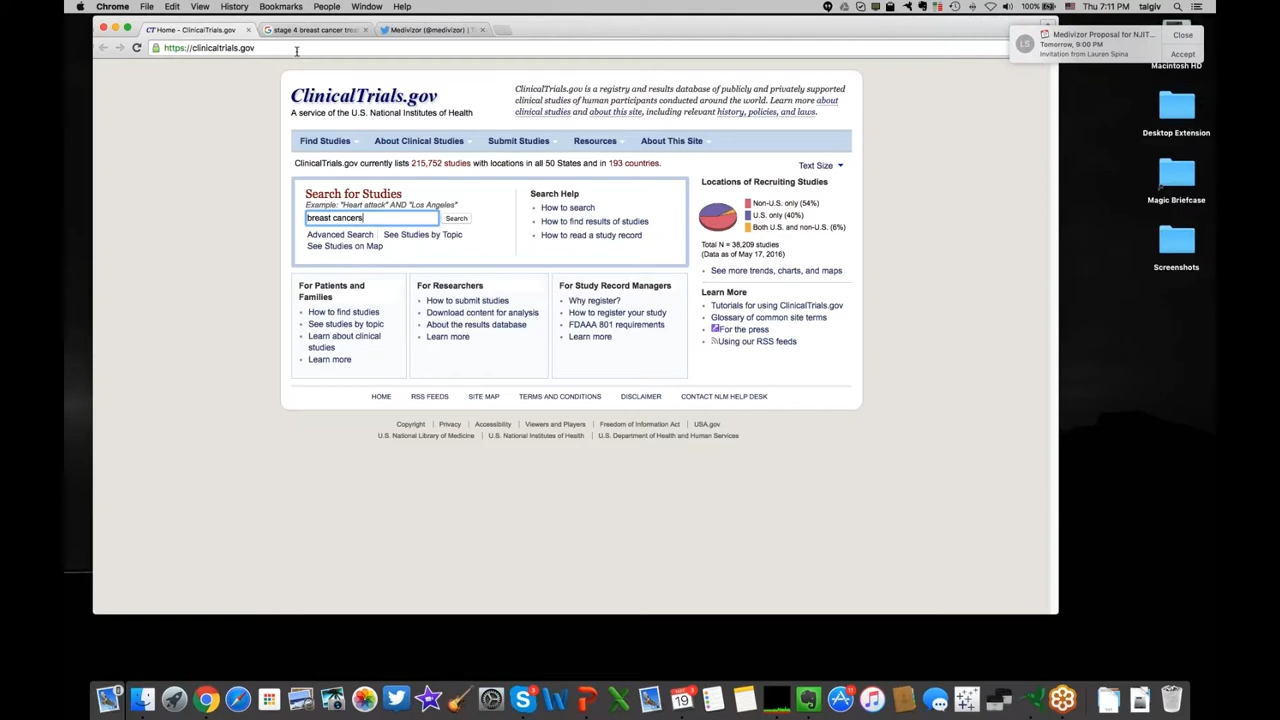 Chrome File Edit View History Bookmarks People Window Help 100% Thu 7:11 PM talgiv
CT Home - ClinicalTrials.gov stage 4 breast cancer trea Medivizor (@medivizor) | T
https://clinicaltrials.gov
LS Medivizor Proposal for NJIT... Close
Tomorrow, 9:00 PM
Invitation from Lauren Spina Accept
Macintosh HD
Desktop Extension
Magic Briefcase
Screenshots
ClinicalTrials.gov
A service of the U.S. National Institutes of Health
ClinicalTrials.gov is a registry and results database of publicly and privately supported
clinical studies of human participants conducted around the world. Learn more about
clinical studies and about this site, including relevant history, policies, and laws.
Find Studies About Clinical Studies Submit Studies Resources About This Site
ClinicalTrials.gov currently lists 215,752 studies with locations in all 50 States and in 193 countries.
Text Size
Search for Studies
Example: "Heart attack" AND "Los Angeles"
breast cancers Search
Advanced Search See Studies by Topic
See Studies on Map
Search Help
How to search
How to find results of studies
How to read a study record
Locations of Recruiting Studies
Non-U.S. only (54%)
U.S. only (40%)
Both U.S. and non-U.S. (6%)
Total N = 38,209 studies
(Data as of May 17, 2016)
See more trends, charts, and maps
Learn More
Tutorials for using ClinicalTrials.gov
Glossary of common site terms
For the press
Using our RSS feeds
For Patients and
Families
How to find studies
See studies by topic
Learn about clinical
studies
Learn more
For Researchers
How to submit studies
Download content for analysis
About the results database
Learn more
For Study Record Managers
Why register?
How to register your study
FDAAA 801 requirements
Learn more
HOME RSS FEEDS SITE MAP TERMS AND CONDITIONS DISCLAIMER CONTACT NLM HELP DESK
Copyright Privacy Accessibility Viewers and Players Freedom of Information Act USA.gov
U.S. National Library of Medicine U.S. National Institutes of Health U.S. Department of Health and Human Services